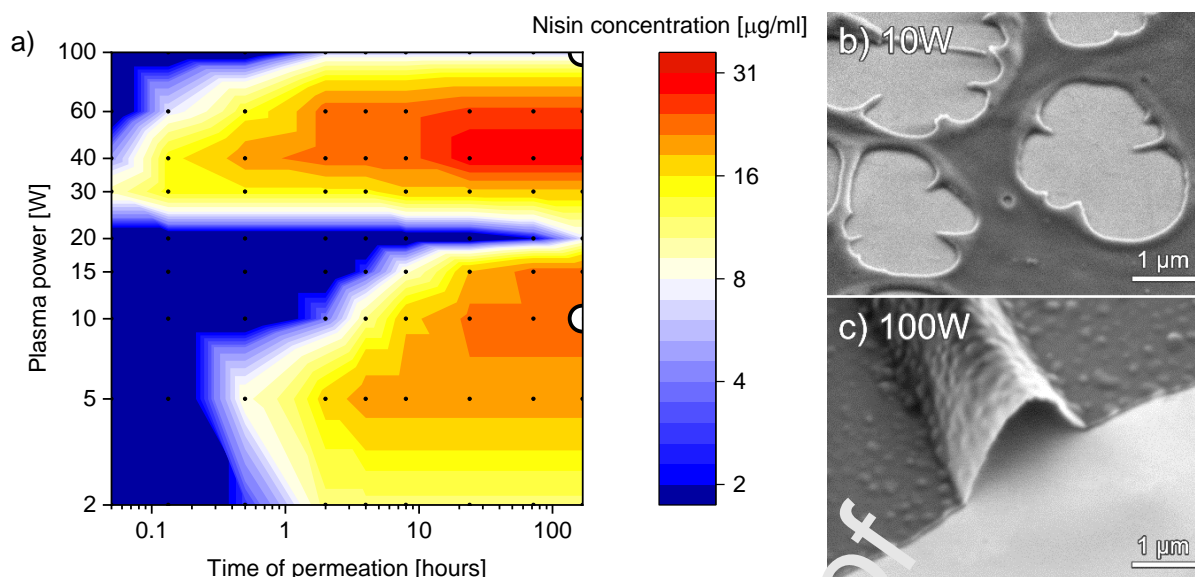 a)
Nisin concentration [μg/ml]
100
60
40
30
20
15
10
5
2
Plasma power [W]
0.1
1
10
100
Time of permeation [hours]
31
16
8
4
2
b) 10W
1 μm
c) 100W
1 μm
of